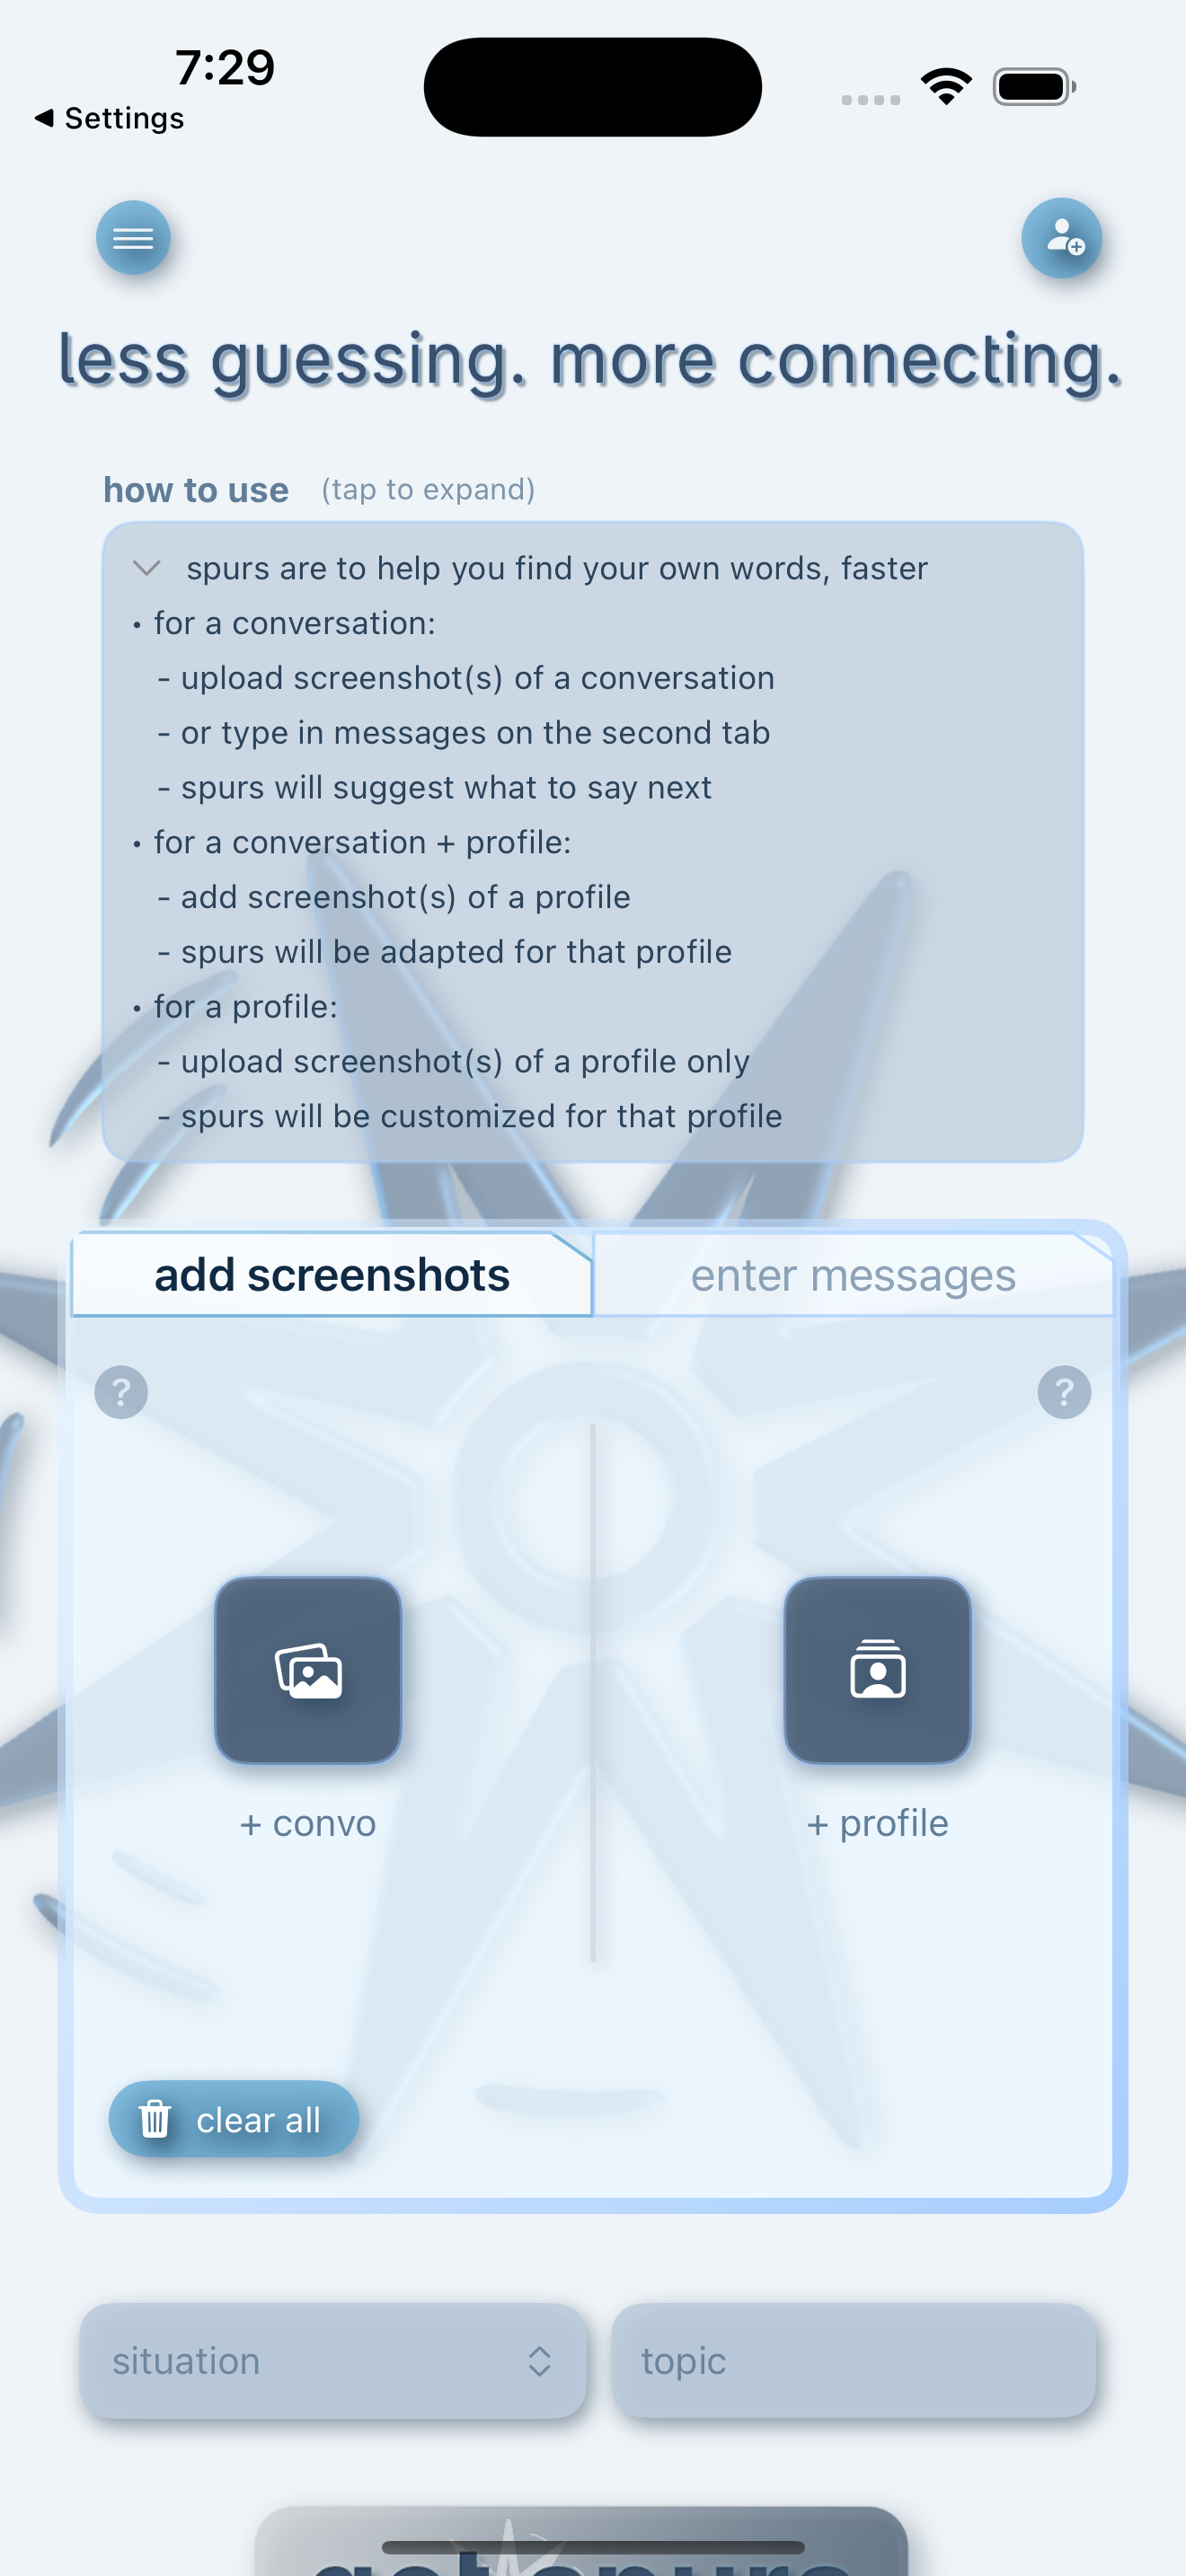 7:29
◀ Settings
less guessing. more connecting.
how to use (tap to expand)
spurs are to help you find your own words, faster
• for a conversation:
- upload screenshot(s) of a conversation
- or type in messages on the second tab
- spurs will suggest what to say next
• for a conversation + profile:
- add screenshot(s) of a profile
- spurs will be adapted for that profile
• for a profile:
- upload screenshot(s) of a profile only
- spurs will be customized for that profile
add screenshots enter messages
? ?
+ convo + profile
clear all
situation topic
get spurs